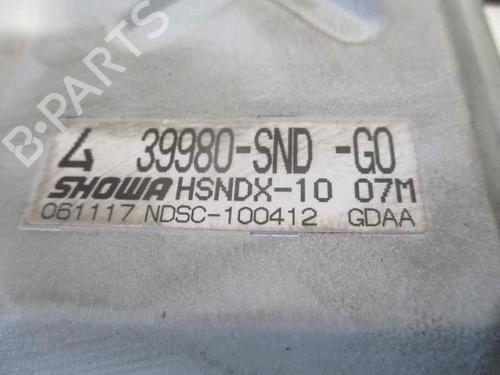 B-PARTS
4 39980-SND -G0
SHOWA HSNDX-10 07M
061117 NDSC-100412 GDAA